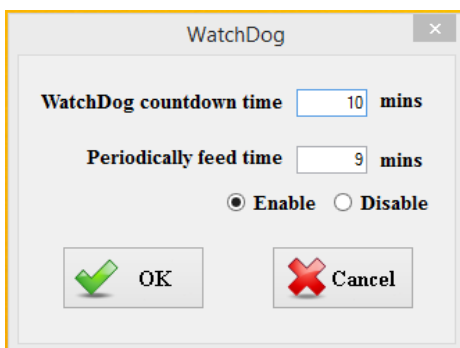 WatchDog
WatchDog countdown time 10 mins
Periodically feed time 9 mins
Enable Disable
OK Cancel